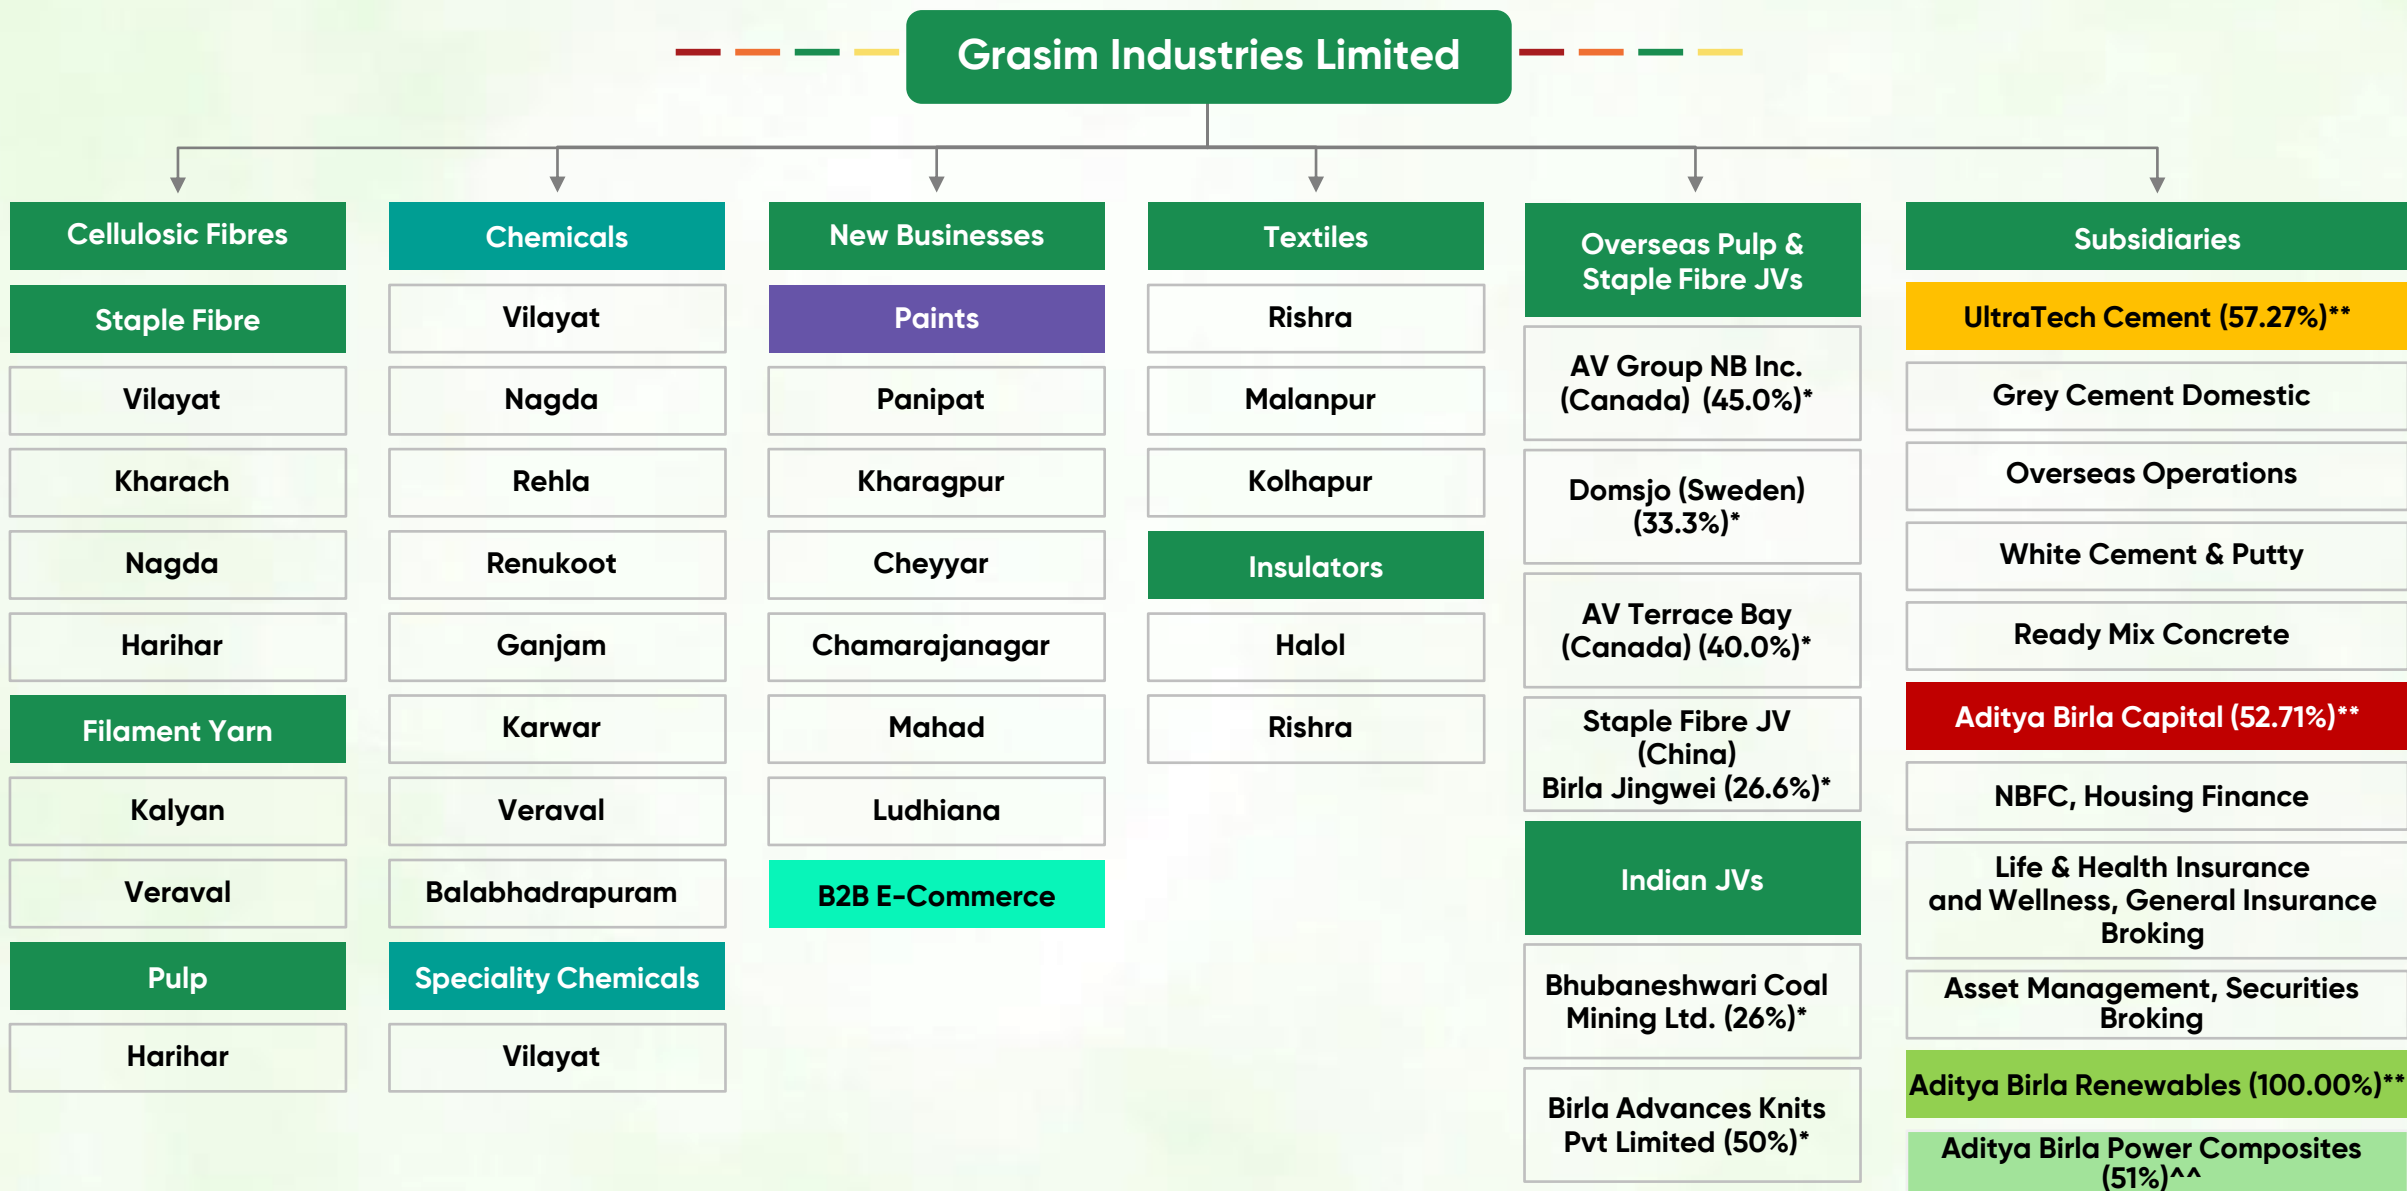 Grasim Industries Limited
Cellulosic Fibres
Staple Fibre
Vilayat
Kharach
Nagda
Harihar
Filament Yarn
Kalyan
Veraval
Pulp
Harihar
Chemicals
Vilayat
Nagda
Rehla
Renukoot
Ganjam
Karwar
Veraval
Balabhadrapuram
Speciality Chemicals
Vilayat
New Businesses
Paints
Panipat
Kharagpur
Cheyyar
Chamarajanagar
Mahad
Ludhiana
B2B E-Commerce
Textiles
Rishra
Malanpur
Kolhapur
Insulators
Halol
Rishra
Overseas Pulp &
Staple Fibre JVs
AV Group NB Inc.
(Canada) (45.0%)*
Domsjo (Sweden)
(33.3%)*
AV Terrace Bay
(Canada) (40.0%)*
Staple Fibre JV
(China)
Birla Jingwei (26.6%)*
Indian JVs
Bhubaneshwari Coal
Mining Ltd. (26%)*
Birla Advances Knits
Pvt Limited (50%)*
Subsidiaries
UltraTech Cement (57.27%)**
Grey Cement Domestic
Overseas Operations
White Cement & Putty
Ready Mix Concrete
Aditya Birla Capital (52.71%)**
NBFC, Housing Finance
Life & Health Insurance
and Wellness, General Insurance
Broking
Asset Management, Securities
Broking
Aditya Birla Renewables (100.00%)**
Aditya Birla Power Composites
(51%)^^